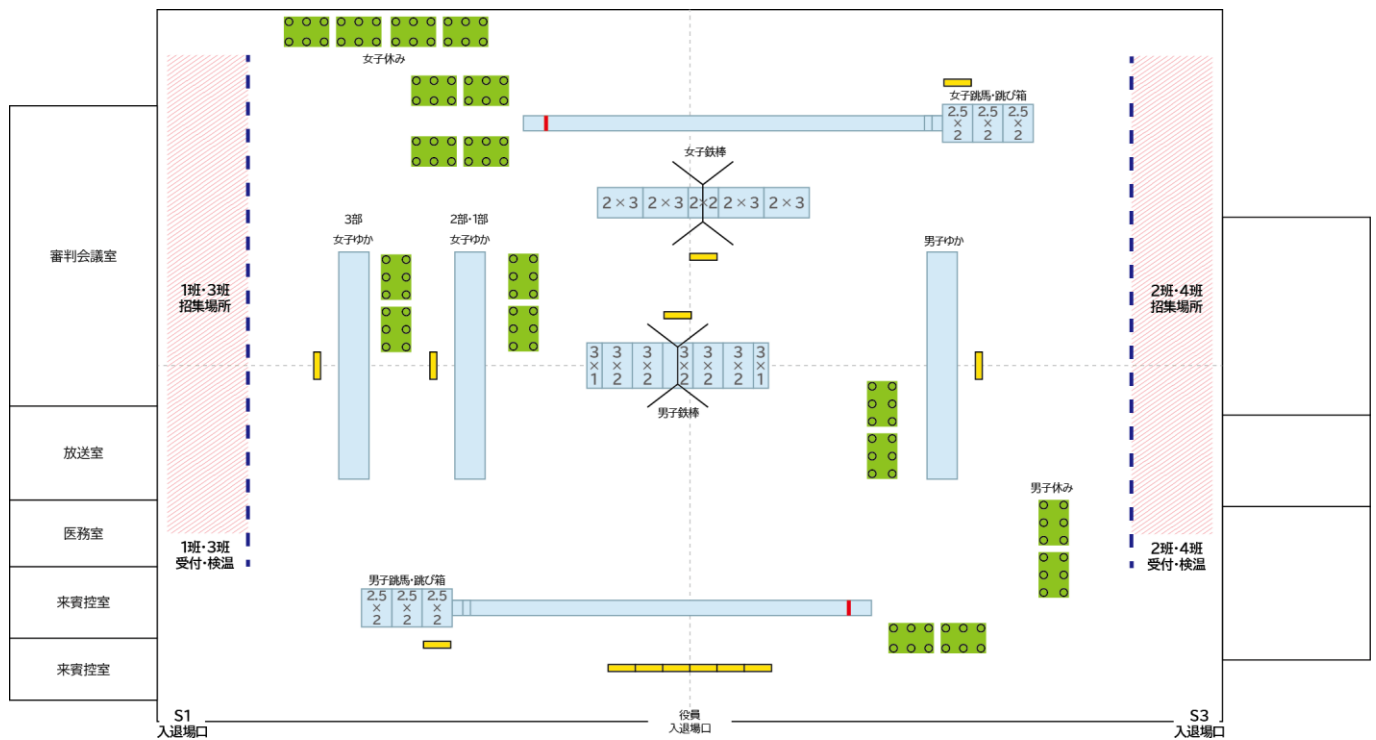 女子休み
女子跳馬・跳び箱
2.5×2
2.5×2
2.5×2
女子鉄棒
2×3
2×3
2×2
2×3
2×3
3部
女子ゆか
2部・1部
女子ゆか
男子ゆか
審判会議室
1班・3班
招集場所
2班・4班
招集場所
3×1
3×2
3×2
3×2
3×2
3×2
3×1
男子鉄棒
放送室
男子休み
医務室
1班・3班
受付・検温
2班・4班
受付・検温
男子跳馬・跳び箱
2.5×2
2.5×2
2.5×2
来賓控室
来賓控室
S1
入退場口
役員
入退場口
S3
入退場口